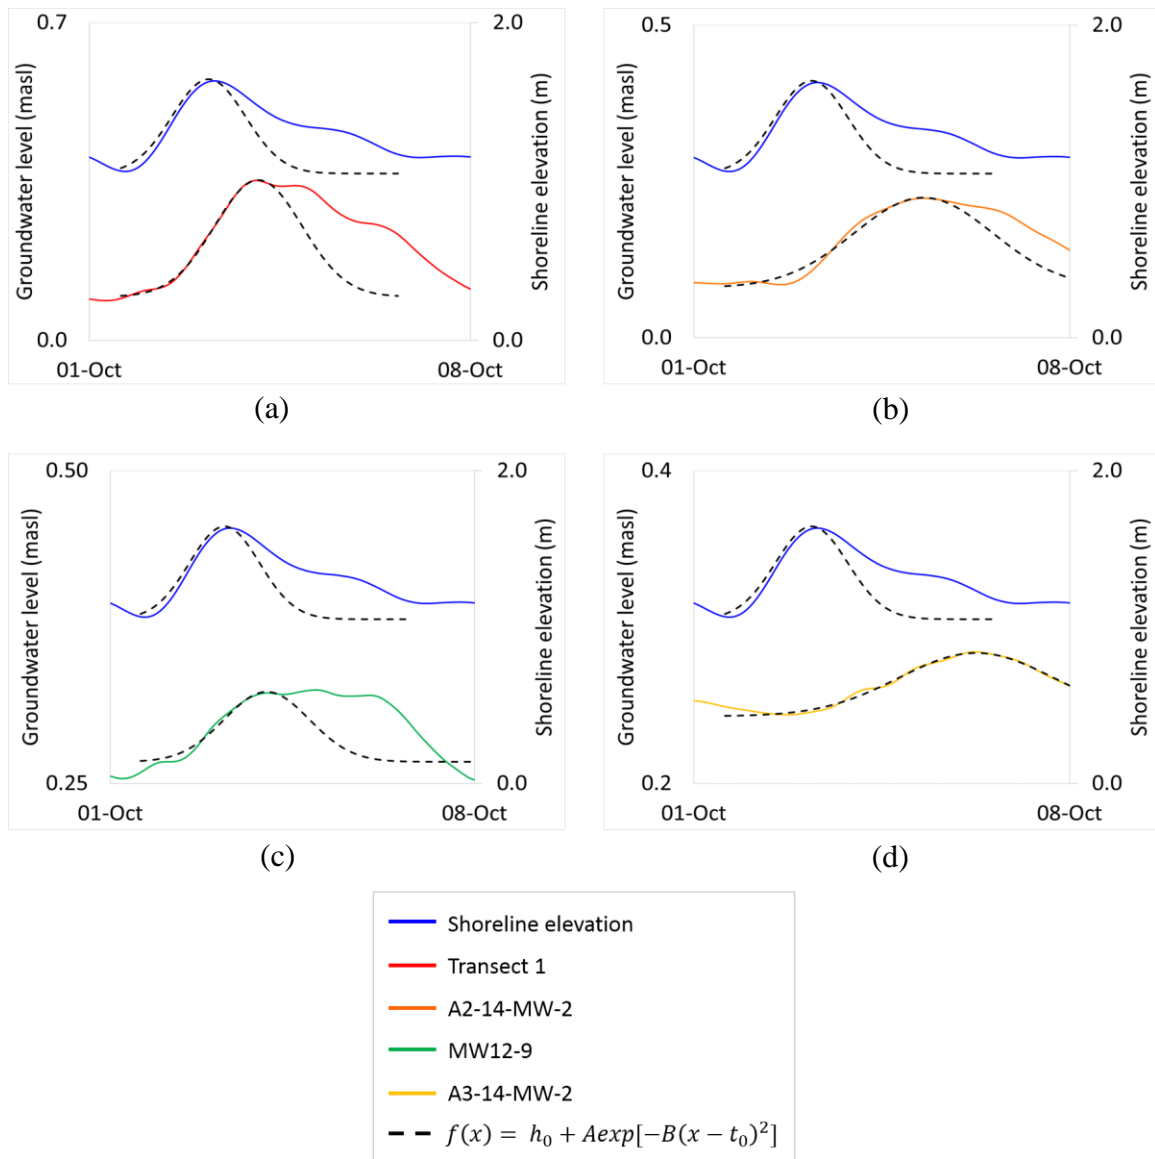 0.7
2.0
Groundwater level (masl)
Shoreline elevation (m)
0.0
0.0
01-Oct
08-Oct
(a)
0.5
2.0
Groundwater level (masl)
Shoreline elevation (m)
0.0
0.0
01-Oct
08-Oct
(b)
0.50
2.0
Groundwater level (masl)
Shoreline elevation (m)
0.25
0.0
01-Oct
08-Oct
(c)
0.4
2.0
Groundwater level (masl)
Shoreline elevation (m)
0.2
0.0
01-Oct
08-Oct
(d)
Shoreline elevation
Transect 1
A2-14-MW-2
MW12-9
A3-14-MW-2
f(x) = h₀ + Aexp[−B(x − t₀)²]